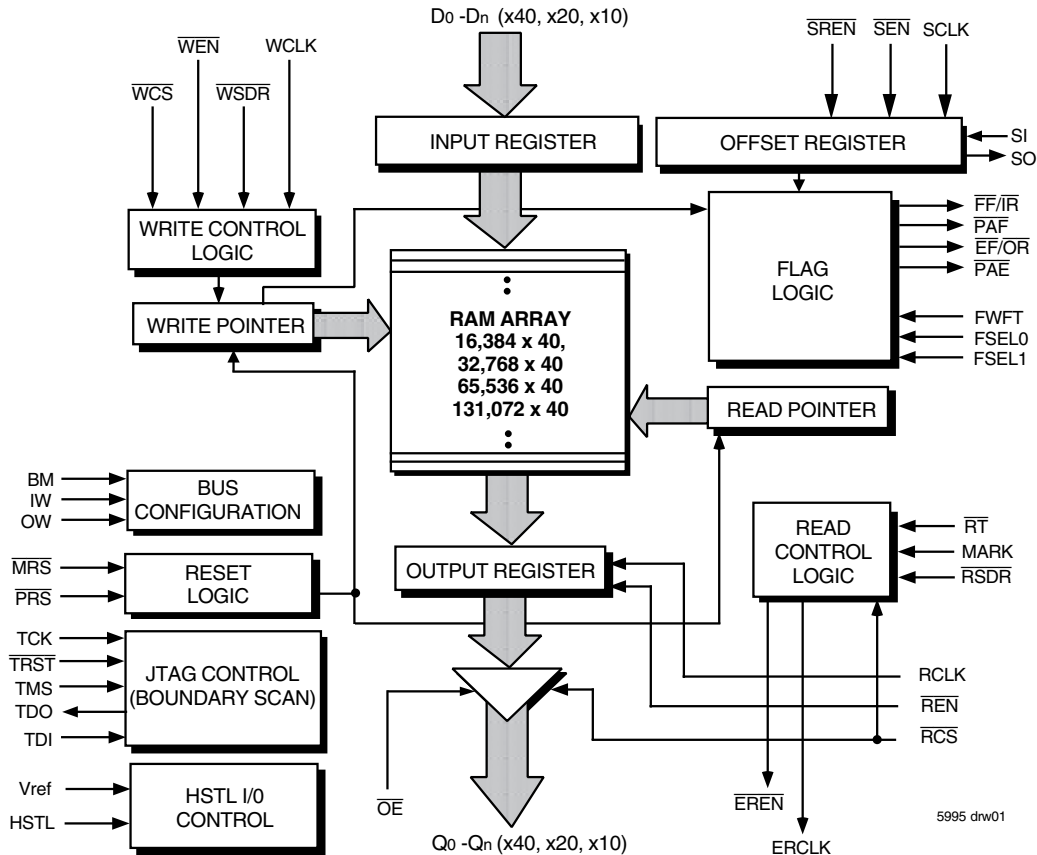 D0 -Dn (x40, x20, x10)
WEN WCLK
WCS WSDR
SREN SEN SCLK
INPUT REGISTER
OFFSET REGISTER
SI
SO
WRITE CONTROL
LOGIC
WRITE POINTER
FLAG
LOGIC
FF/IR
PAF
EF/OR
PAE
FWFT
FSEL0
FSEL1
RAM ARRAY
16,384 x 40,
32,768 x 40
65,536 x 40
131,072 x 40
READ POINTER
BM
IW
OW
BUS
CONFIGURATION
MRS
PRS
RESET
LOGIC
OUTPUT REGISTER
READ
CONTROL
LOGIC
RT
MARK
RSDR
TCK
TRST
TMS
TDO
TDI
JTAG CONTROL
(BOUNDARY SCAN)
RCLK
REN
RCS
Vref
HSTL
HSTL I/0
CONTROL
OE
EREN
ERCLK
Q0 -Qn (x40, x20, x10)
5995 drw01